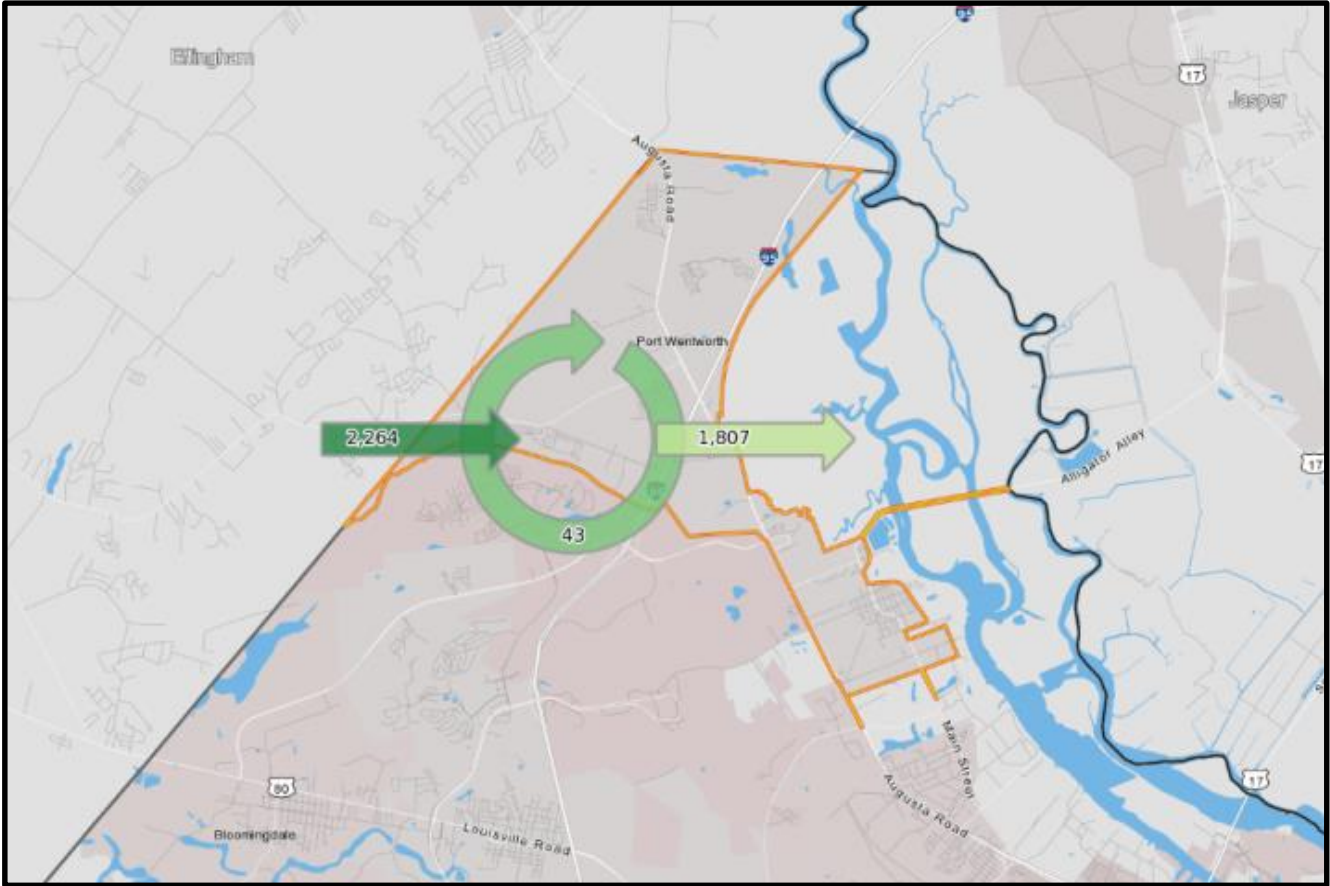 95
Effingham
17
Jasper
Augusta Road
95
Port Wentworth
2,264
1,807
Alligator Alley
17
43
Main Street
80
17
Augusta Road
Bloomingdale
Louisville Road